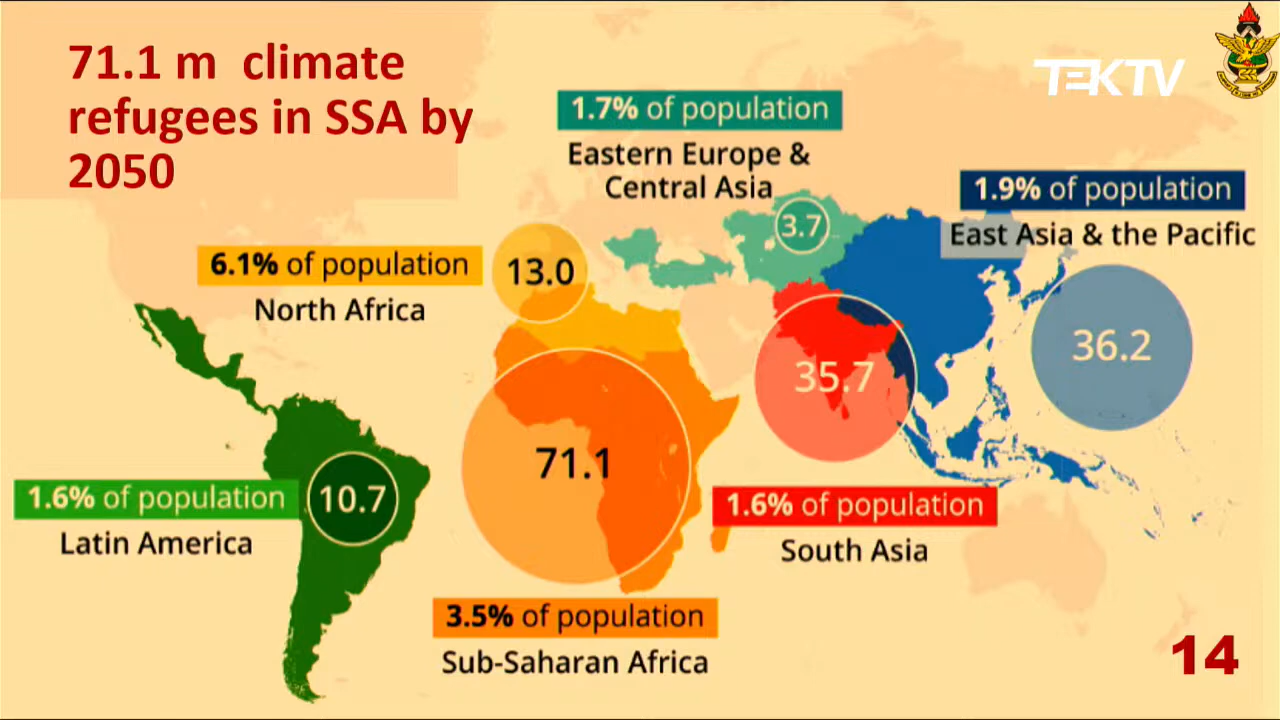 71.1 m climate
refugees in SSA by
2050
TEKTV
1.7% of population
Eastern Europe &
Central Asia
3.7
1.9% of population
East Asia & the Pacific
36.2
6.1% of population
North Africa
13.0
35.7
71.1
1.6% of population
Latin America
10.7
1.6% of population
South Asia
3.5% of population
Sub-Saharan Africa
14